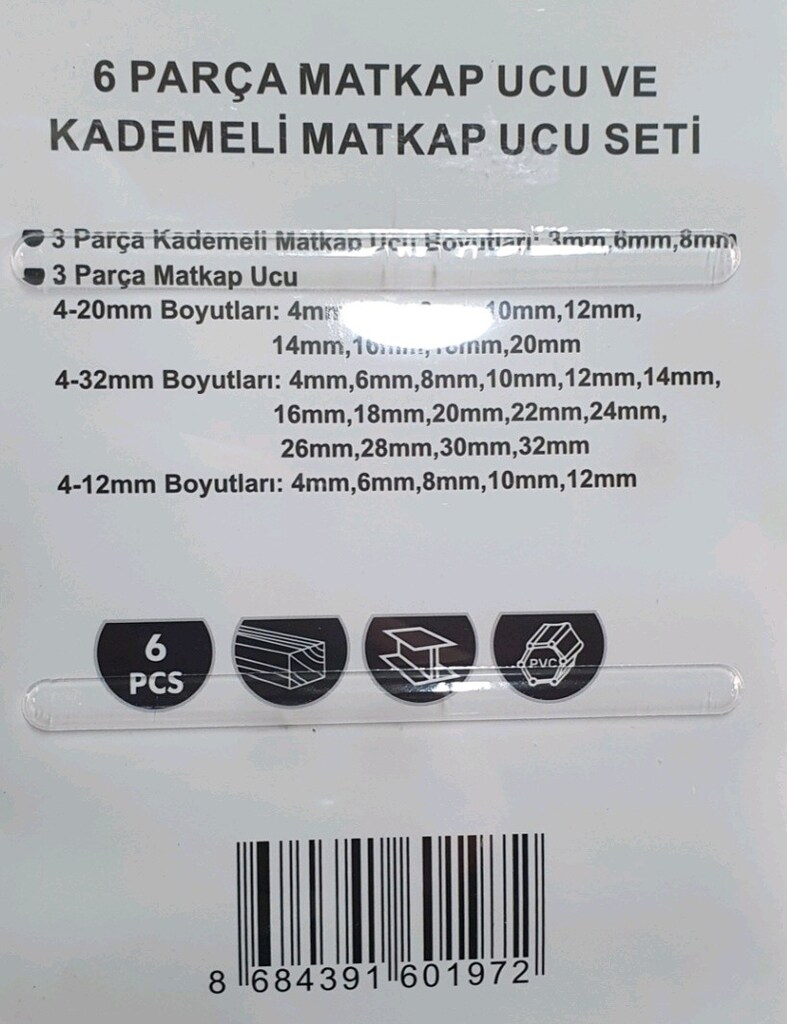 6 PARÇA MATKAP UCU VE
KADEMELİ MATKAP UCU SETİ
3 Parça Kademeli Matkap Ucu Boyutları: 3mm,6mm,8mm
3 Parça Matkap Ucu
4-20mm Boyutları: 10mm,12mm,
14mm, 20mm
4-32mm Boyutları: 4mm,6mm,8mm,10mm,12mm,14mm,
16mm,18mm,20mm,22mm,24mm,
26mm,28mm,30mm,32mm
4-12mm Boyutları: 4mm,6mm,8mm,10mm,12mm
6
PCS
PVC
8 684391 601972